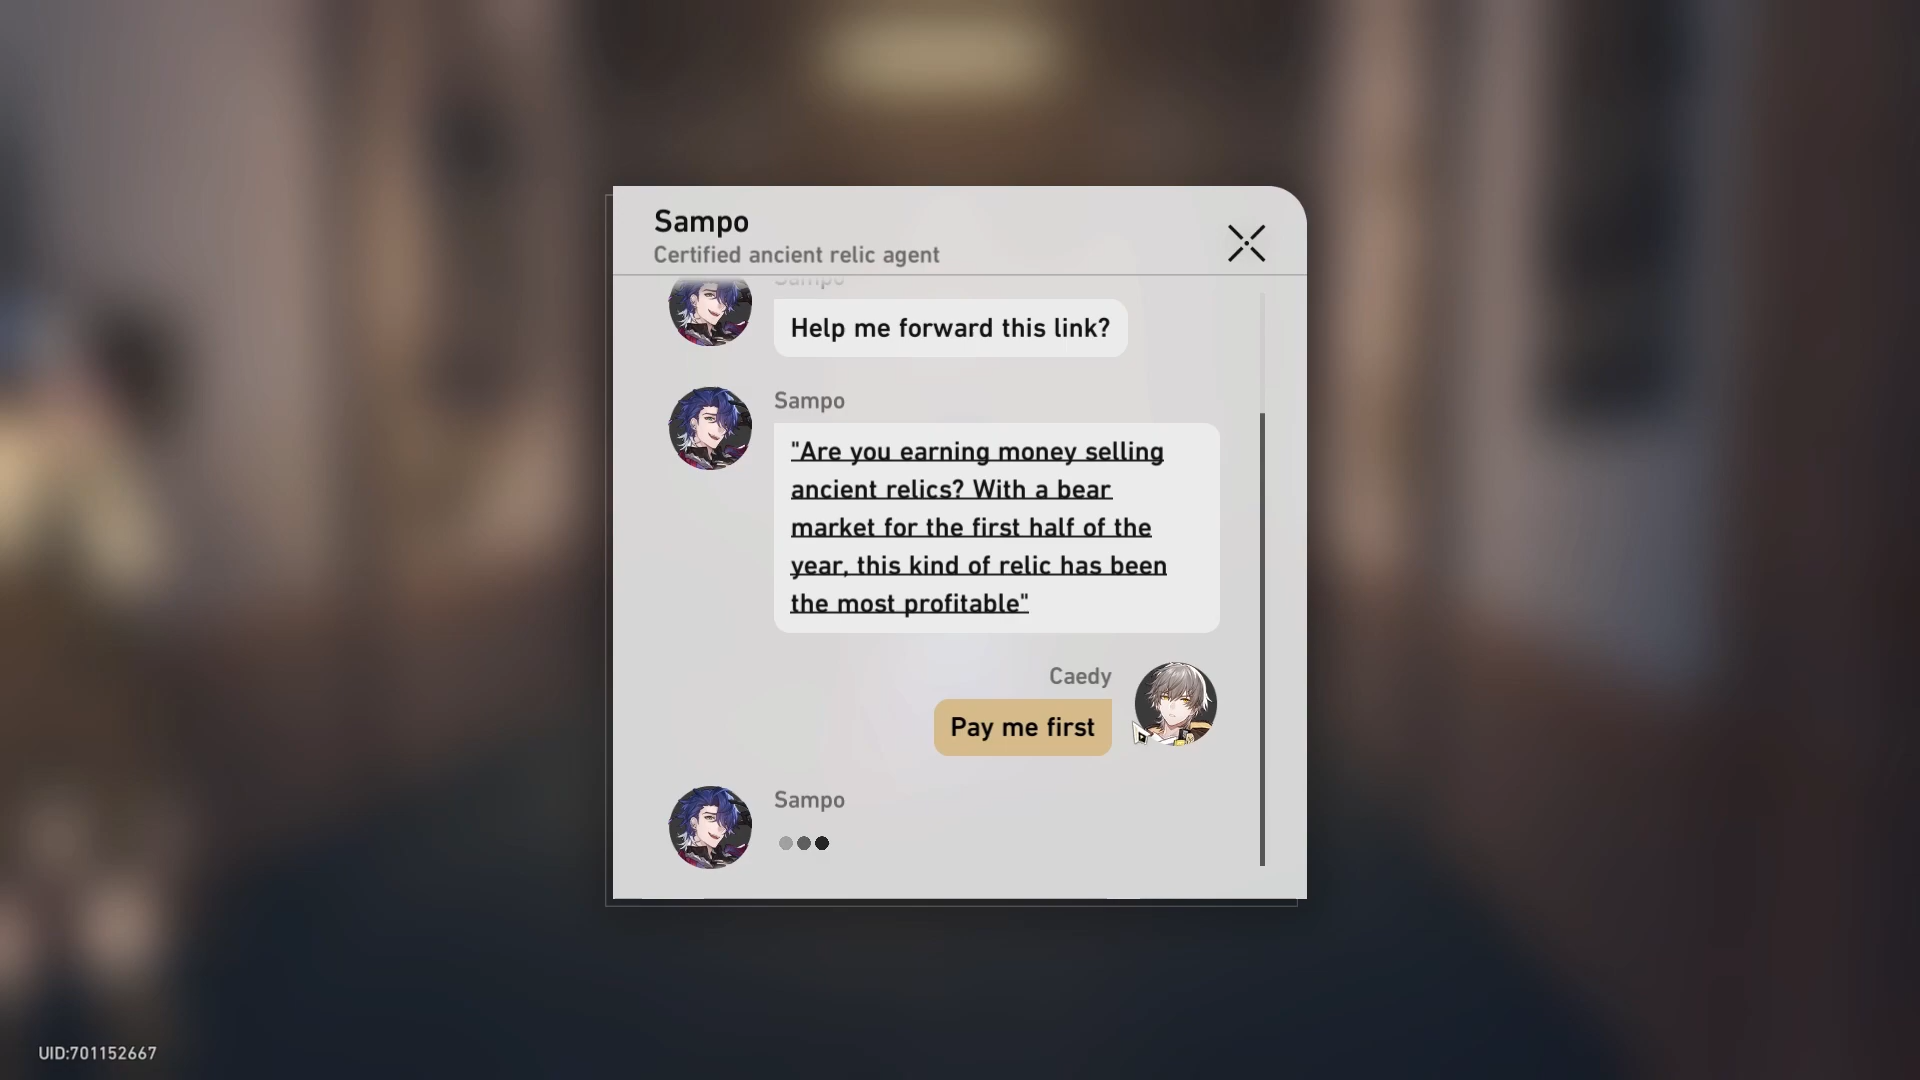 Sampo
Certified ancient relic agent
Sampo
Help me forward this link?
Sampo
"Are you earning money selling
ancient relics? With a bear
market for the first half of the
year, this kind of relic has been
the most profitable"
Caedy
Pay me first
Sampo
UID:701152667